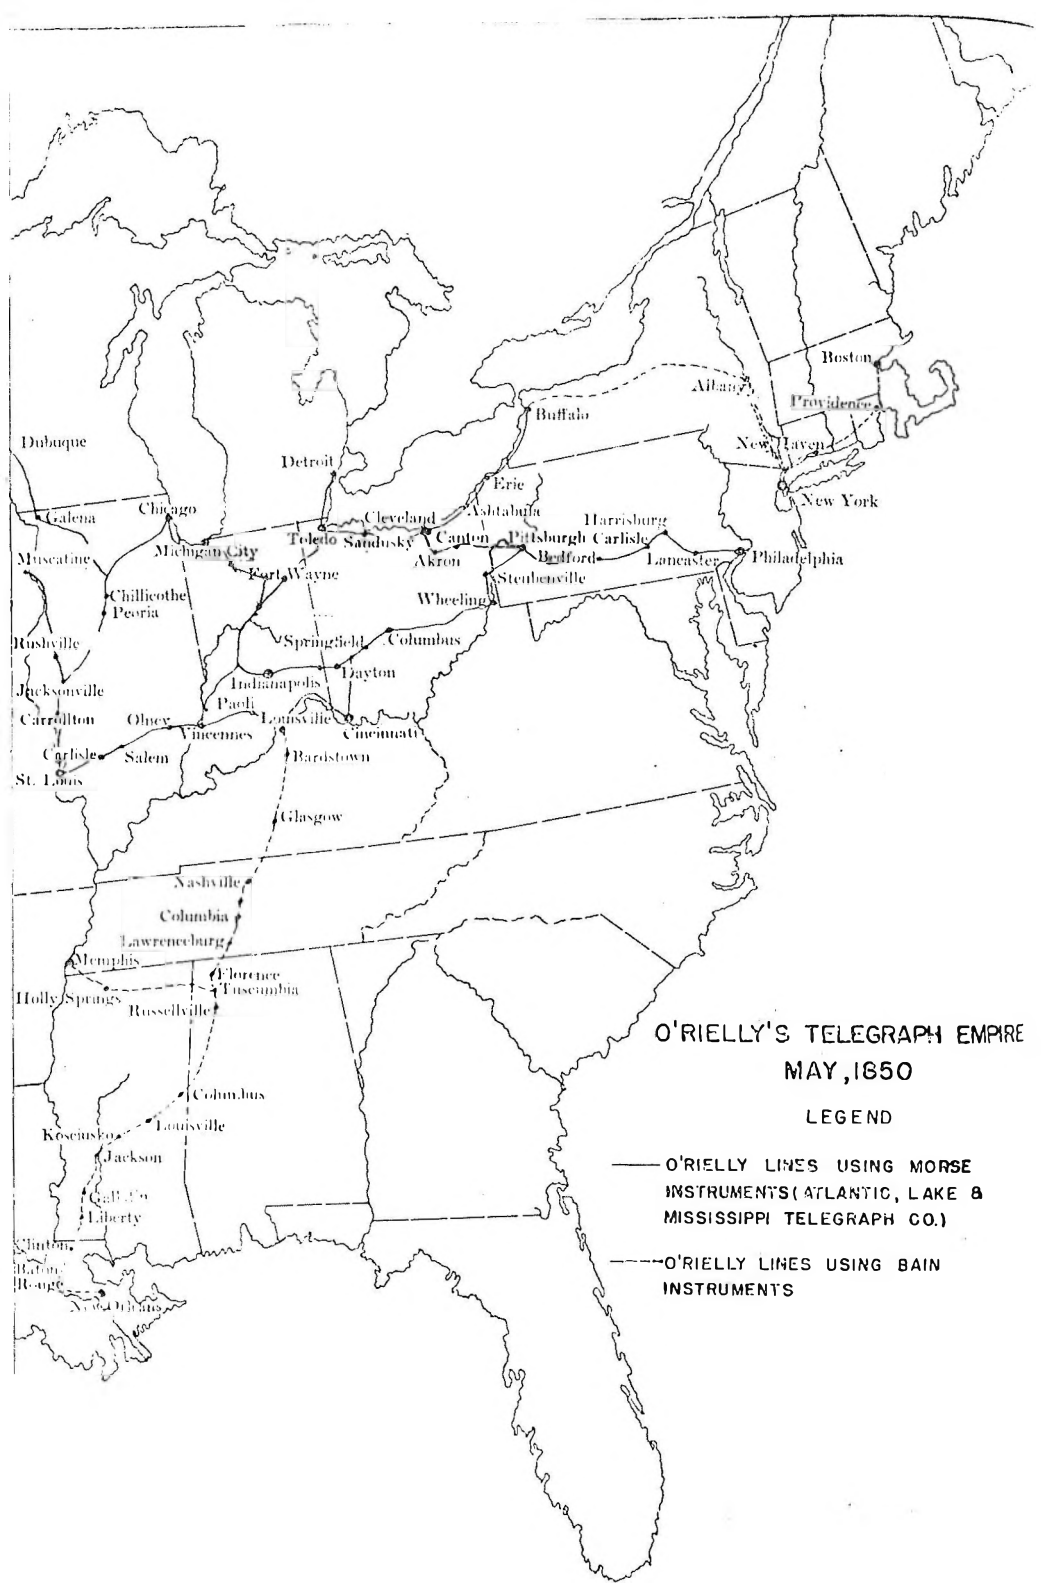 Boston
Albany
Providence
Buffalo
Dubuque
New Haven
Detroit
Erie
New York
Galena
Chicago
Cleveland
Ashtabula
Harrisburg
Toledo
Sandusky
Canton
Pittsburgh
Carlisle
Michigan City
Muscatine
Akron
Bedford
Lancaster
Philadelphia
Fort Wayne
Steubenville
Chillicothe
Peoria
Wheeling
Rushville
Springfield
Columbus
Jacksonville
Indianapolis
Dayton
Paoli
Carrollton
Olney
Vincennes
Louisville
Cincinnati
Carlisle
Salem
Bardstown
St. Louis
Glasgow
Nashville
Columbia
Lawrenceburg
Memphis
Florence
Holly Springs
Tuscumbia
Russellville
O'RIELLY'S TELEGRAPH EMPIRE
MAY, 1850
LEGEND
O'RIELLY LINES USING MORSE
INSTRUMENTS (ATLANTIC, LAKE &
MISSISSIPPI TELEGRAPH CO.)
O'RIELLY LINES USING BAIN
INSTRUMENTS
Columbus
Louisville
Kosciusko
Jackson
Liberty
Clinton
Baton
Rouge
New Orleans